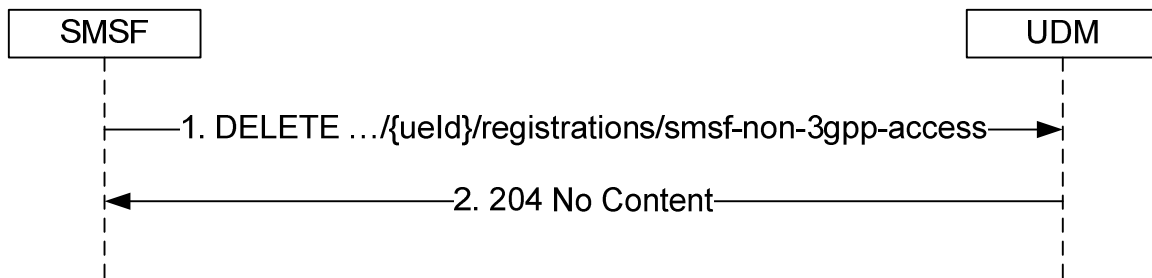 SMSF
UDM
1. DELETE …/{ueId}/registrations/smsf-non-3gpp-access
2. 204 No Content